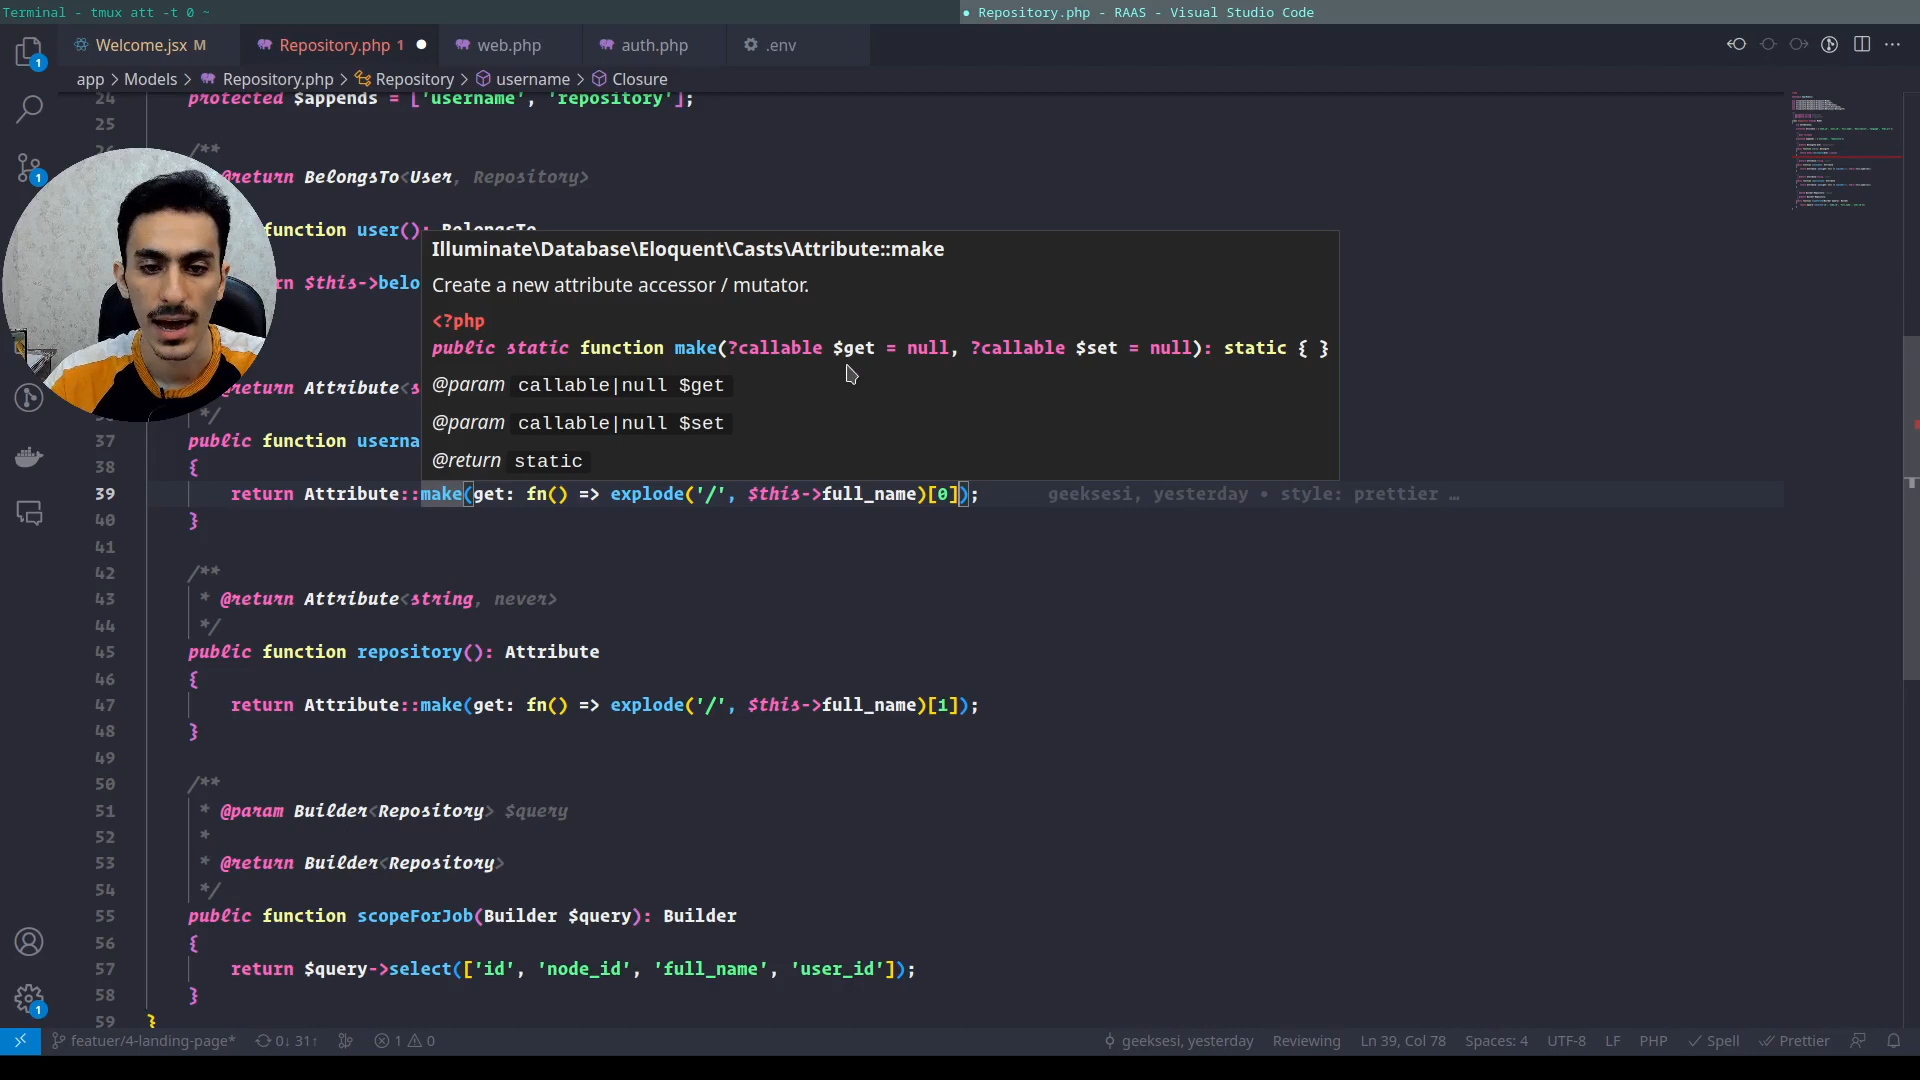 Terminal - tmux att -t 0 ~
● Repository.php - RAAS - Visual Studio Code
Welcome.jsx M
Repository.php 1
web.php
auth.php
.env
app > Models > Repository.php > Repository > username > Closure
24 protected $appends = ['username', 'repository'];
25
26 /**
@return BelongsTo<User, Repository>
function user(): BelongsTo
$this->belo
Illuminate\Database\Eloquent\Casts\Attribute::make
Create a new attribute accessor / mutator.
<?php
public static function make(?callable $get = null, ?callable $set = null): static { }
@param callable|null $get
@param callable|null $set
@return static
@return Attribute<s
*/
37 public function userna
38 {
39 return Attribute::make(get: fn() => explode('/', $this->full_name)[0]); geeksesi, yesterday • style: prettier …
40 }
41
42 /**
43 * @return Attribute<string, never>
44 */
45 public function repository(): Attribute
46 {
47 return Attribute::make(get: fn() => explode('/', $this->full_name)[1]);
48 }
49
50 /**
51 * @param Builder<Repository> $query
52 *
53 * @return Builder<Repository>
54 */
55 public function scopeForJob(Builder $query): Builder
56 {
57 return $query->select(['id', 'node_id', 'full_name', 'user_id']);
58 }
59 }
featuer/4-landing-page* 0↓ 31↑ 1 0 geeksesi, yesterday Reviewing Ln 39, Col 78 Spaces: 4 UTF-8 LF PHP Spell Prettier